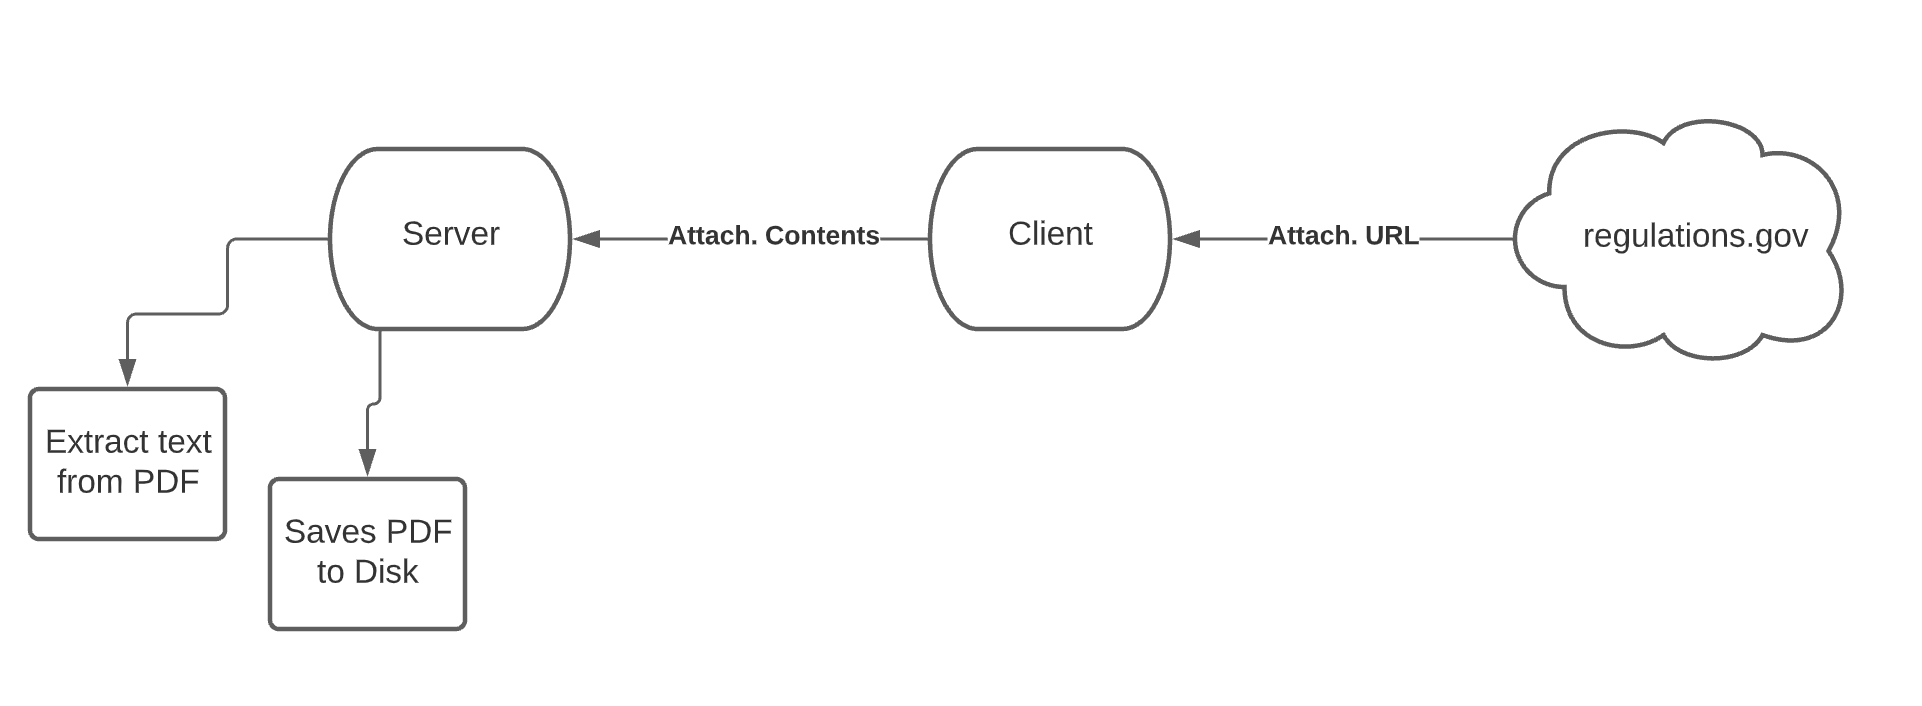 Server
Attach. Contents
Client
Attach. URL
regulations.gov
Extract text
from PDF
Saves PDF
to Disk